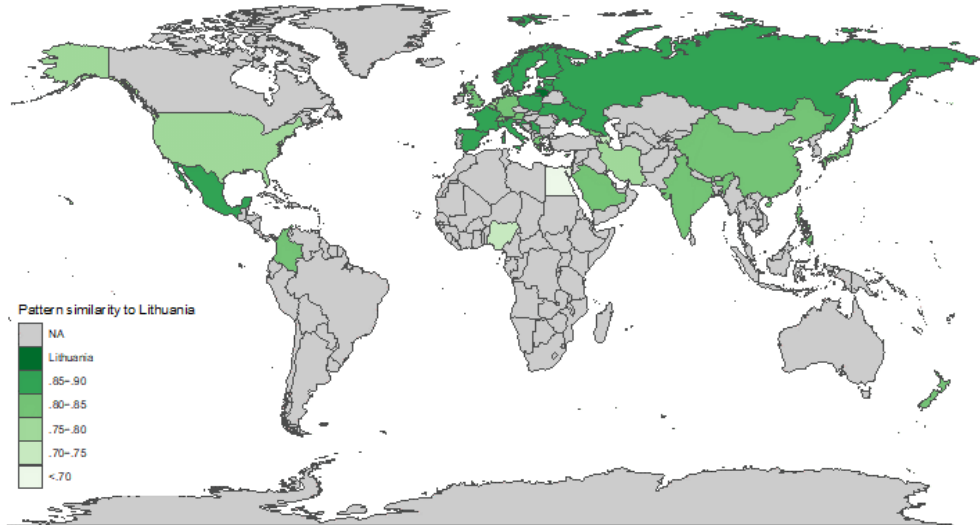 Pattern similarity to Lithuania
NA
Lithuania
.85-.90
.80-.85
.75-.80
.70-.75
<.70